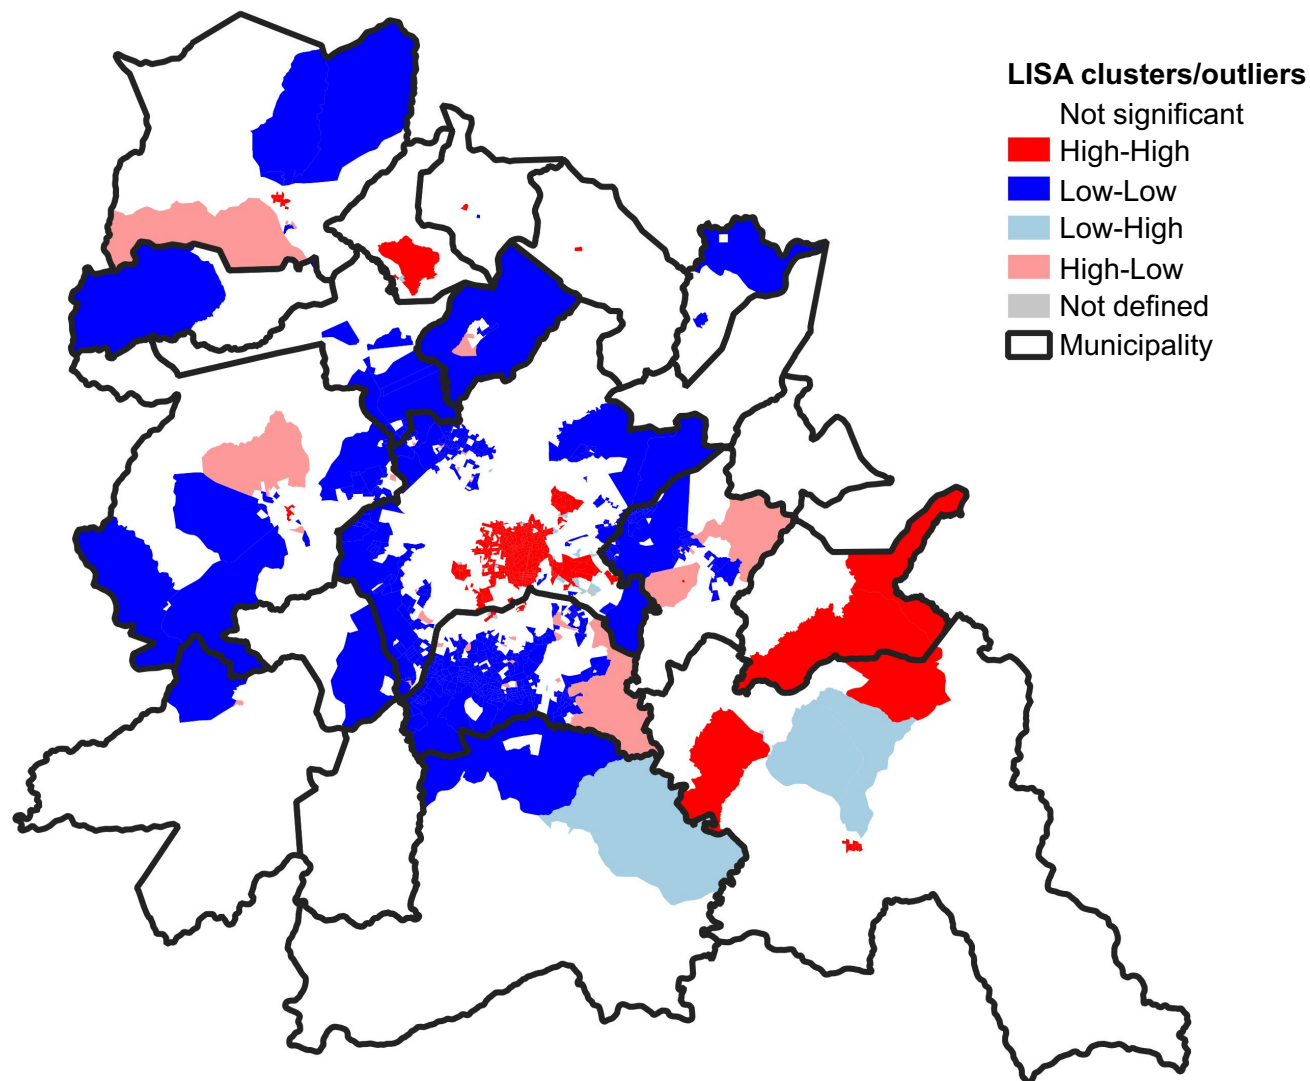 LISA clusters/outliers
Not significant
High-High
Low-Low
Low-High
High-Low
Not defined
Municipality